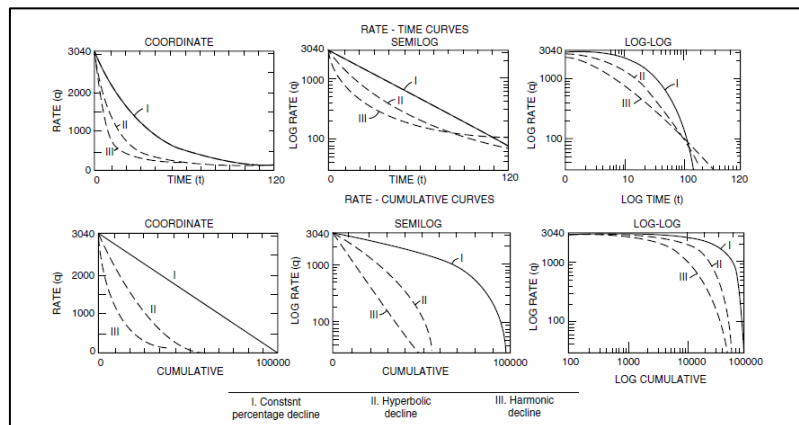 RATE - TIME CURVES
COORDINATE
SEMILOG
LOG-LOG
3040
2000
1000
0
RATE (q)
I
II
III
0
120
TIME (t)
3040
1000
100
LOG RATE (q)
I
II
III
0
120
TIME (t)
3040
1000
100
LOG RATE (q)
I
II
III
0
10
100
120
LOG TIME (t)
RATE - CUMULATIVE CURVES
COORDINATE
SEMILOG
LOG-LOG
3040
2000
0
RATE (q)
I
II
III
0
100000
CUMULATIVE
3040
1000
100
LOG RATE (q)
I
II
III
0
100000
CUMULATIVE
3040
1000
100
LOG RATE (q)
I
II
III
100
1000
10000
100000
LOG CUMULATIVE
I. Constsnt
percentage decline
II. Hyperbolic
decline
III. Harmonic
decline